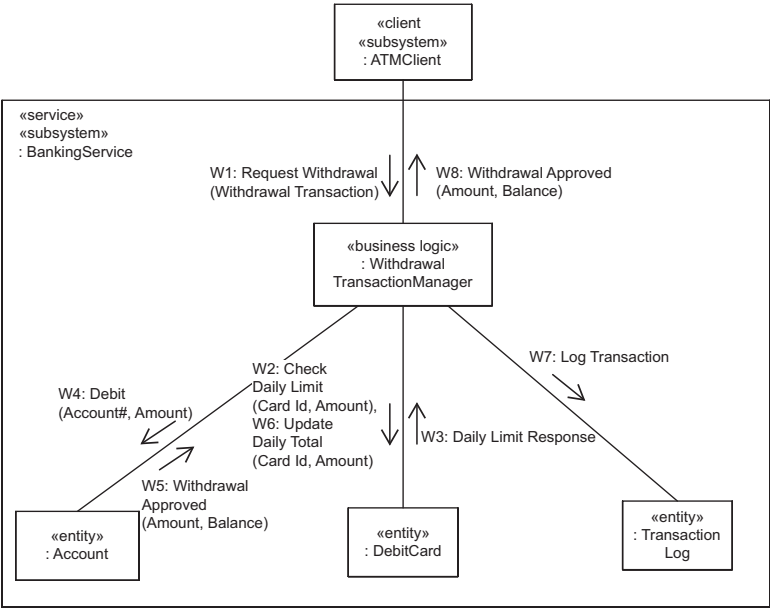 «client
«subsystem»
: ATMClient
«service»
«subsystem»
: BankingService
W1: Request Withdrawal
(Withdrawal Transaction)
W8: Withdrawal Approved
(Amount, Balance)
«business logic»
: Withdrawal
TransactionManager
W2: Check
Daily Limit
(Card Id, Amount),
W6: Update
Daily Total
(Card Id, Amount)
W7: Log Transaction
W4: Debit
(Account#, Amount)
W3: Daily Limit Response
W5: Withdrawal
Approved
(Amount, Balance)
«entity»
: Account
«entity»
: DebitCard
«entity»
: Transaction
Log